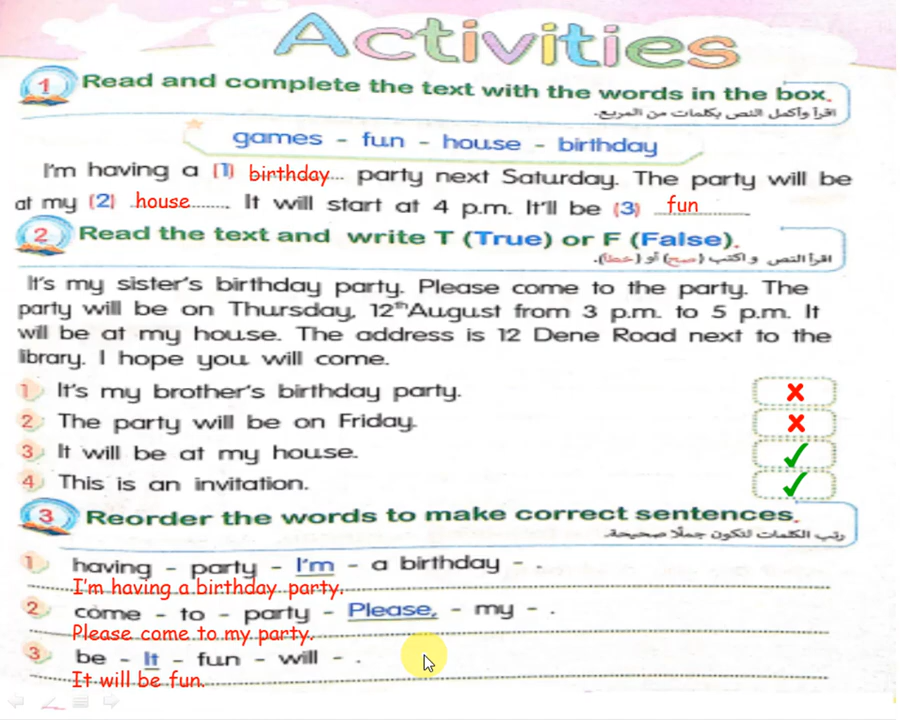 Activities
1 Read and complete the text with the words in the box.
اقرأ وأكمل النص بكلمات من المربع.
games - fun - house - birthday
I'm having a (1) birthday... party next Saturday. The party will be
at my (2) .house....... It will start at 4 p.m. It'll be (3) ...fun...........
2 Read the text and write T (True) or F (False).
اقرأ النص و اكتب (صح) أو (خطأ).
It's my sister's birthday party. Please come to the party. The
party will be on Thursday, 12th August from 3 p.m. to 5 p.m. It
will be at my house. The address is 12 Dene Road next to the
library. I hope you will come.
1 It's my brother's birthday party. x
2 The party will be on Friday. x
3 It will be at my house. ✓
4 This is an invitation. ✓
3 Reorder the words to make correct sentences.
رتب الكلمات لتكون جملًا صحيحة.
1 having - party - I'm - a birthday - .
I'm having a birthday party.
2 come - to - party - Please, - my - .
Please come to my party.
3 be - It - fun - will - .
It will be fun.